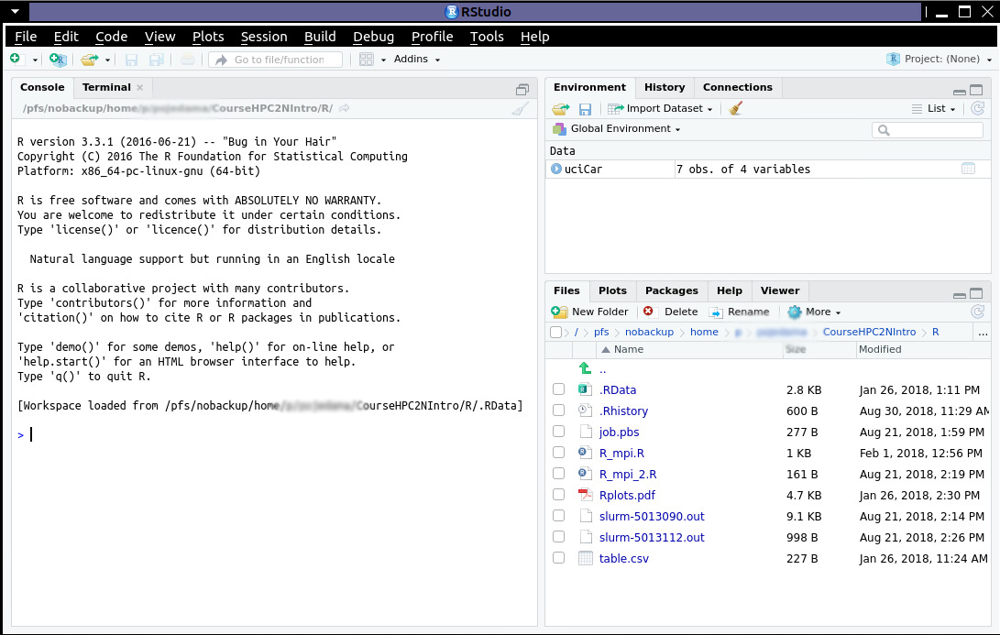 RStudio
File Edit Code View Plots Session Build Debug Profile Tools Help
Go to file/function Addins Project: (None)
Console Terminal
/pfs/nobackup/home CourseHPC2NIntro/R/
R version 3.3.1 (2016-06-21) -- "Bug in Your Hair"
Copyright (C) 2016 The R Foundation for Statistical Computing
Platform: x86_64-pc-linux-gnu (64-bit)
R is free software and comes with ABSOLUTELY NO WARRANTY.
You are welcome to redistribute it under certain conditions.
Type 'license()' or 'licence()' for distribution details.
Natural language support but running in an English locale
R is a collaborative project with many contributors.
Type 'contributors()' for more information and
'citation()' on how to cite R or R packages in publications.
Type 'demo()' for some demos, 'help()' for on-line help, or
'help.start()' for an HTML browser interface to help.
Type 'q()' to quit R.
[Workspace loaded from /pfs/nobackup/home CourseHPC2NIntro/R/.RData]
>
Environment History Connections
Import Dataset List
Global Environment
Data
uciCar 7 obs. of 4 variables
Files Plots Packages Help Viewer
New Folder Delete Rename More
/ pfs nobackup home CourseHPC2NIntro R ...
Name Size Modified
..
.RData 2.8 KB Jan 26, 2018, 1:11 PM
.Rhistory 600 B Aug 30, 2018, 11:29 AM
job.pbs 277 B Aug 21, 2018, 1:59 PM
R_mpi.R 1 KB Feb 1, 2018, 12:56 PM
R_mpi_2.R 161 B Aug 21, 2018, 2:19 PM
Rplots.pdf 4.7 KB Jan 26, 2018, 2:30 PM
slurm-5013090.out 9.1 KB Aug 21, 2018, 2:14 PM
slurm-5013112.out 998 B Aug 21, 2018, 2:26 PM
table.csv 227 B Jan 26, 2018, 11:24 AM